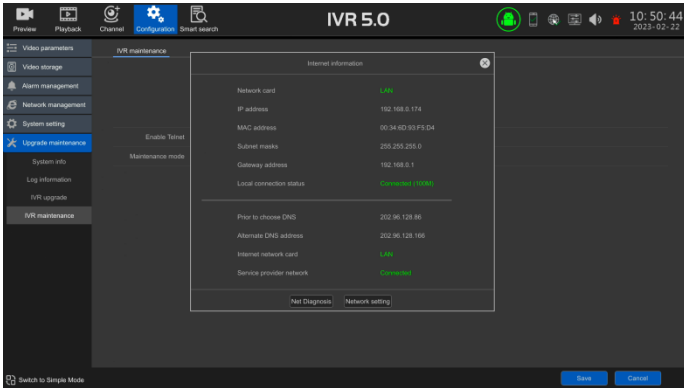 IVR 5.0
10:50:44
2023-02-22
Preview Playback Channel Configuration Smart search
Video parameters
Video storage
Alarm management
Network management
System setting
Upgrade maintenance
System info
Log information
IVR upgrade
IVR maintenance
IVR maintenance
Enable Telnet
Maintenance mode
Internet information
Network card LAN
IP address 192.168.0.174
MAC address 00:34:6D:93:F5:D4
Subnet masks 255.255.255.0
Gateway address 192.168.0.1
Local connection status Connected (100M)
Prior to choose DNS 202.96.128.86
Alternate DNS address 202.96.128.166
Internet network card LAN
Service provider network Connected
Net Diagnosis Network setting
Switch to Simple Mode
Save Cancel